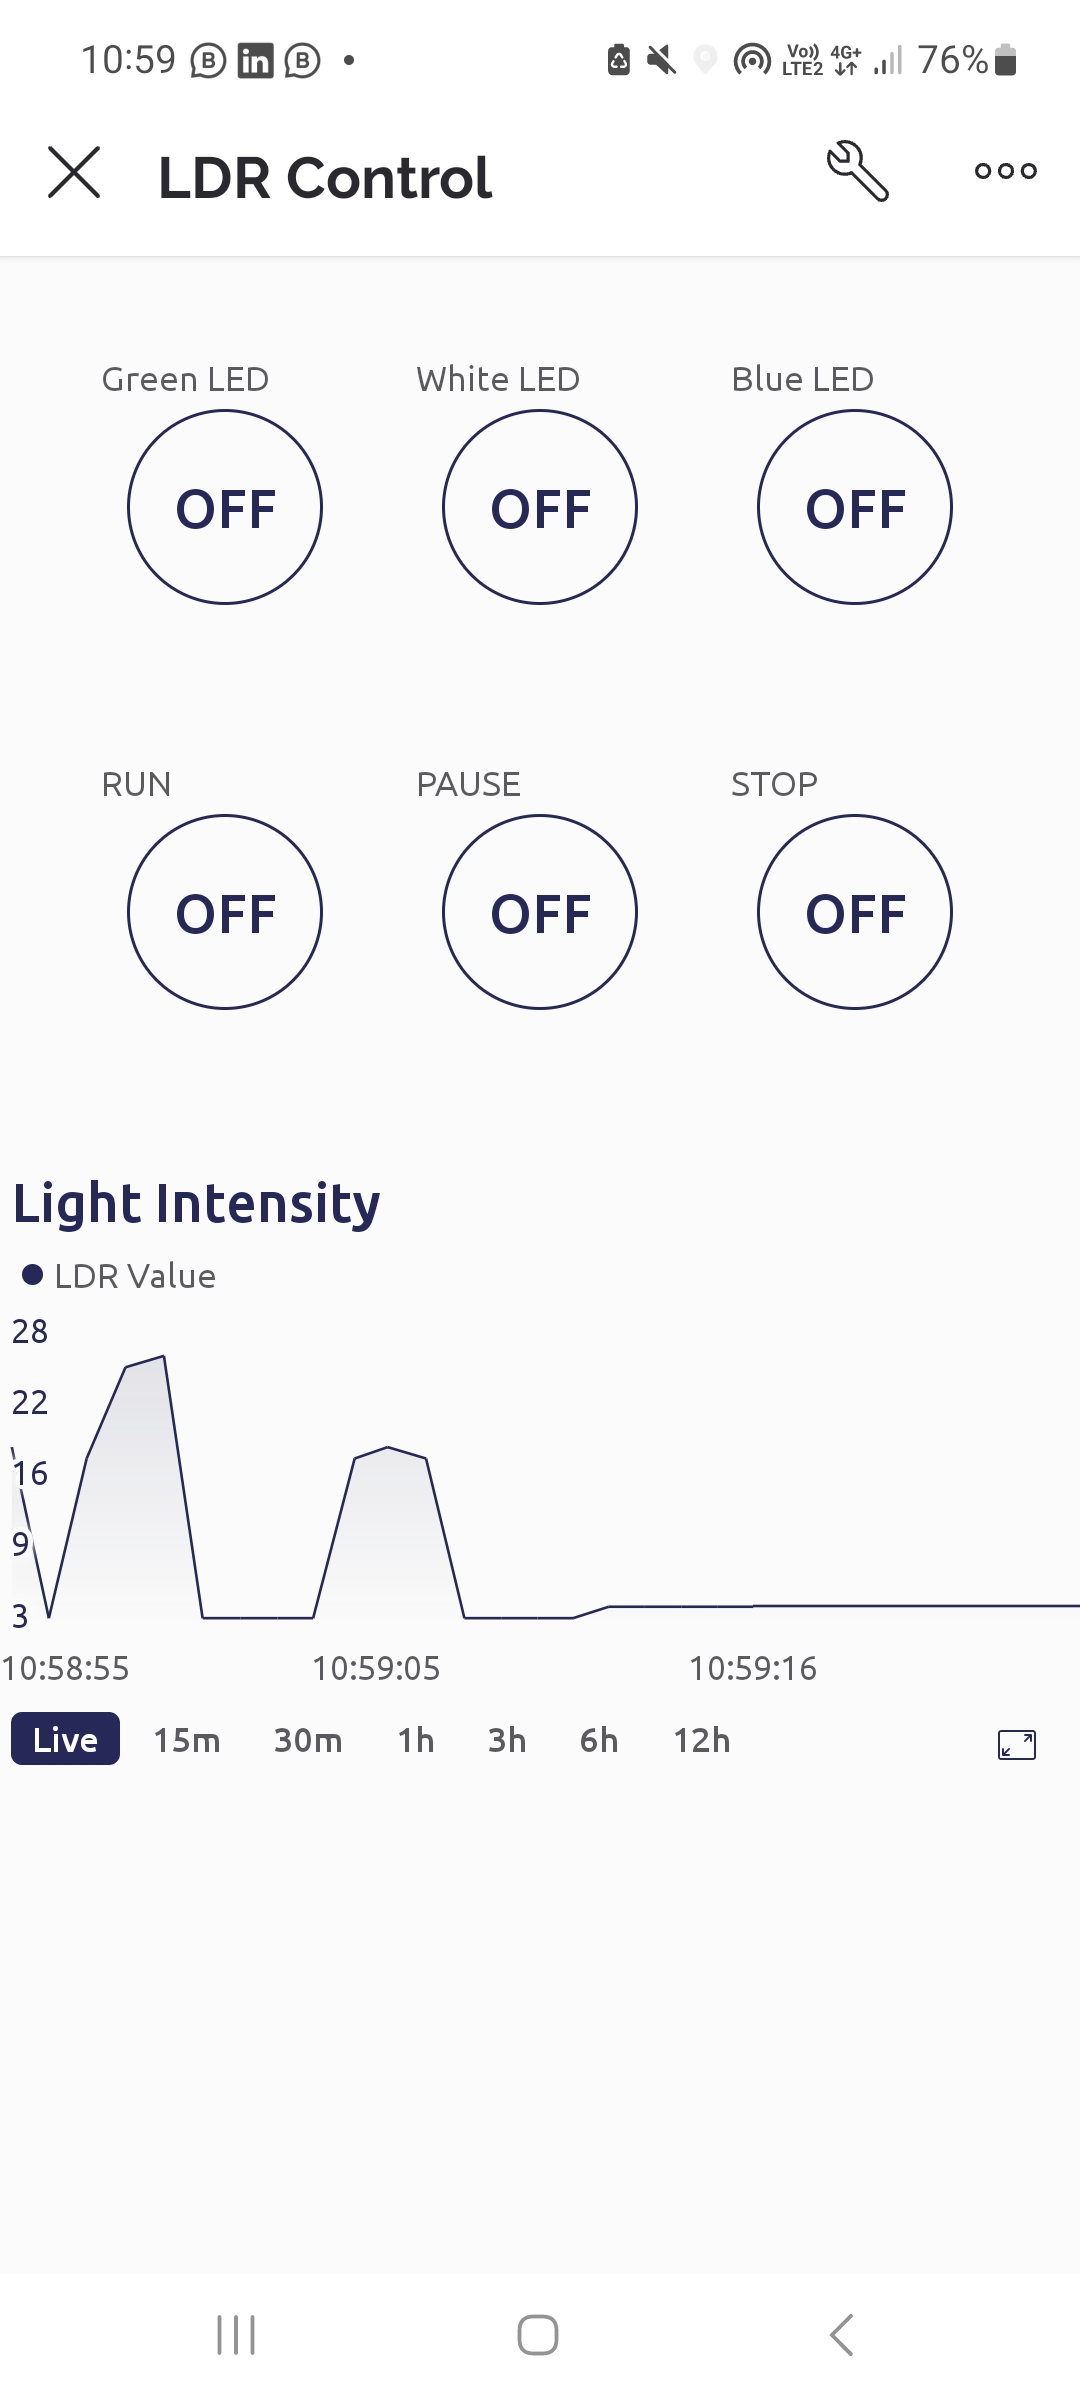 10:59 B in B Vo)) LTE2 4G+ 76%
LDR Control
Green LED White LED Blue LED
OFF OFF OFF
RUN PAUSE STOP
OFF OFF OFF
Light Intensity
LDR Value
28
22
16
9
3
10:58:55 10:59:05 10:59:16
Live 15m 30m 1h 3h 6h 12h